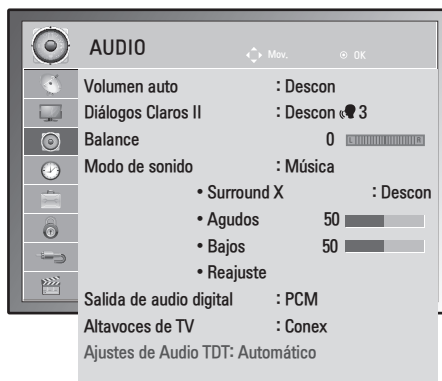 AUDIO
Mov.
OK
Volumen auto : Descon
Diálogos Claros II : Descon 3
Balance 0 L R
Modo de sonido : Música
• Surround X : Descon
• Agudos 50
• Bajos 50
• Reajuste
Salida de audio digital : PCM
Altavoces de TV : Conex
Ajustes de Audio TDT: Automático